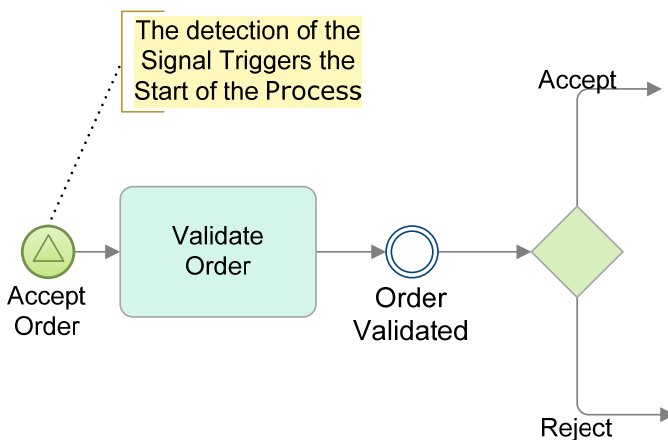 The detection of the
Signal Triggers the
Start of the Process
Accept
Validate
Order
Accept
Order
Order
Validated
Reject